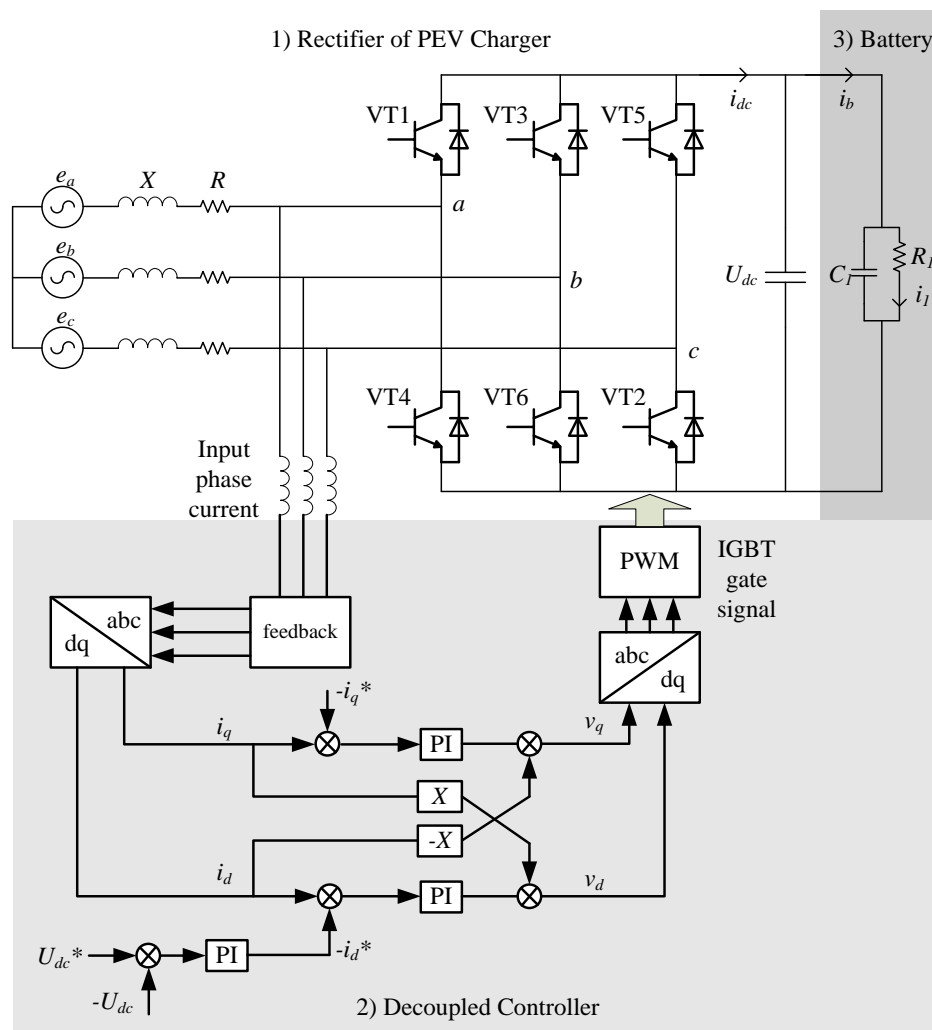 1) Rectifier of PEV Charger
3) Battery
VT1
VT3
VT5
i_dc
i_b
e_a
X
R
a
e_b
b
U_dc
C_1
R_1
i_1
e_c
c
VT4
VT6
VT2
Input
phase
current
PWM
IGBT
gate
signal
abc
dq
feedback
abc
dq
-i_q*
i_q
PI
v_q
X
-X
i_d
PI
v_d
U_dc*
PI
-i_d*
-U_dc
2) Decoupled Controller